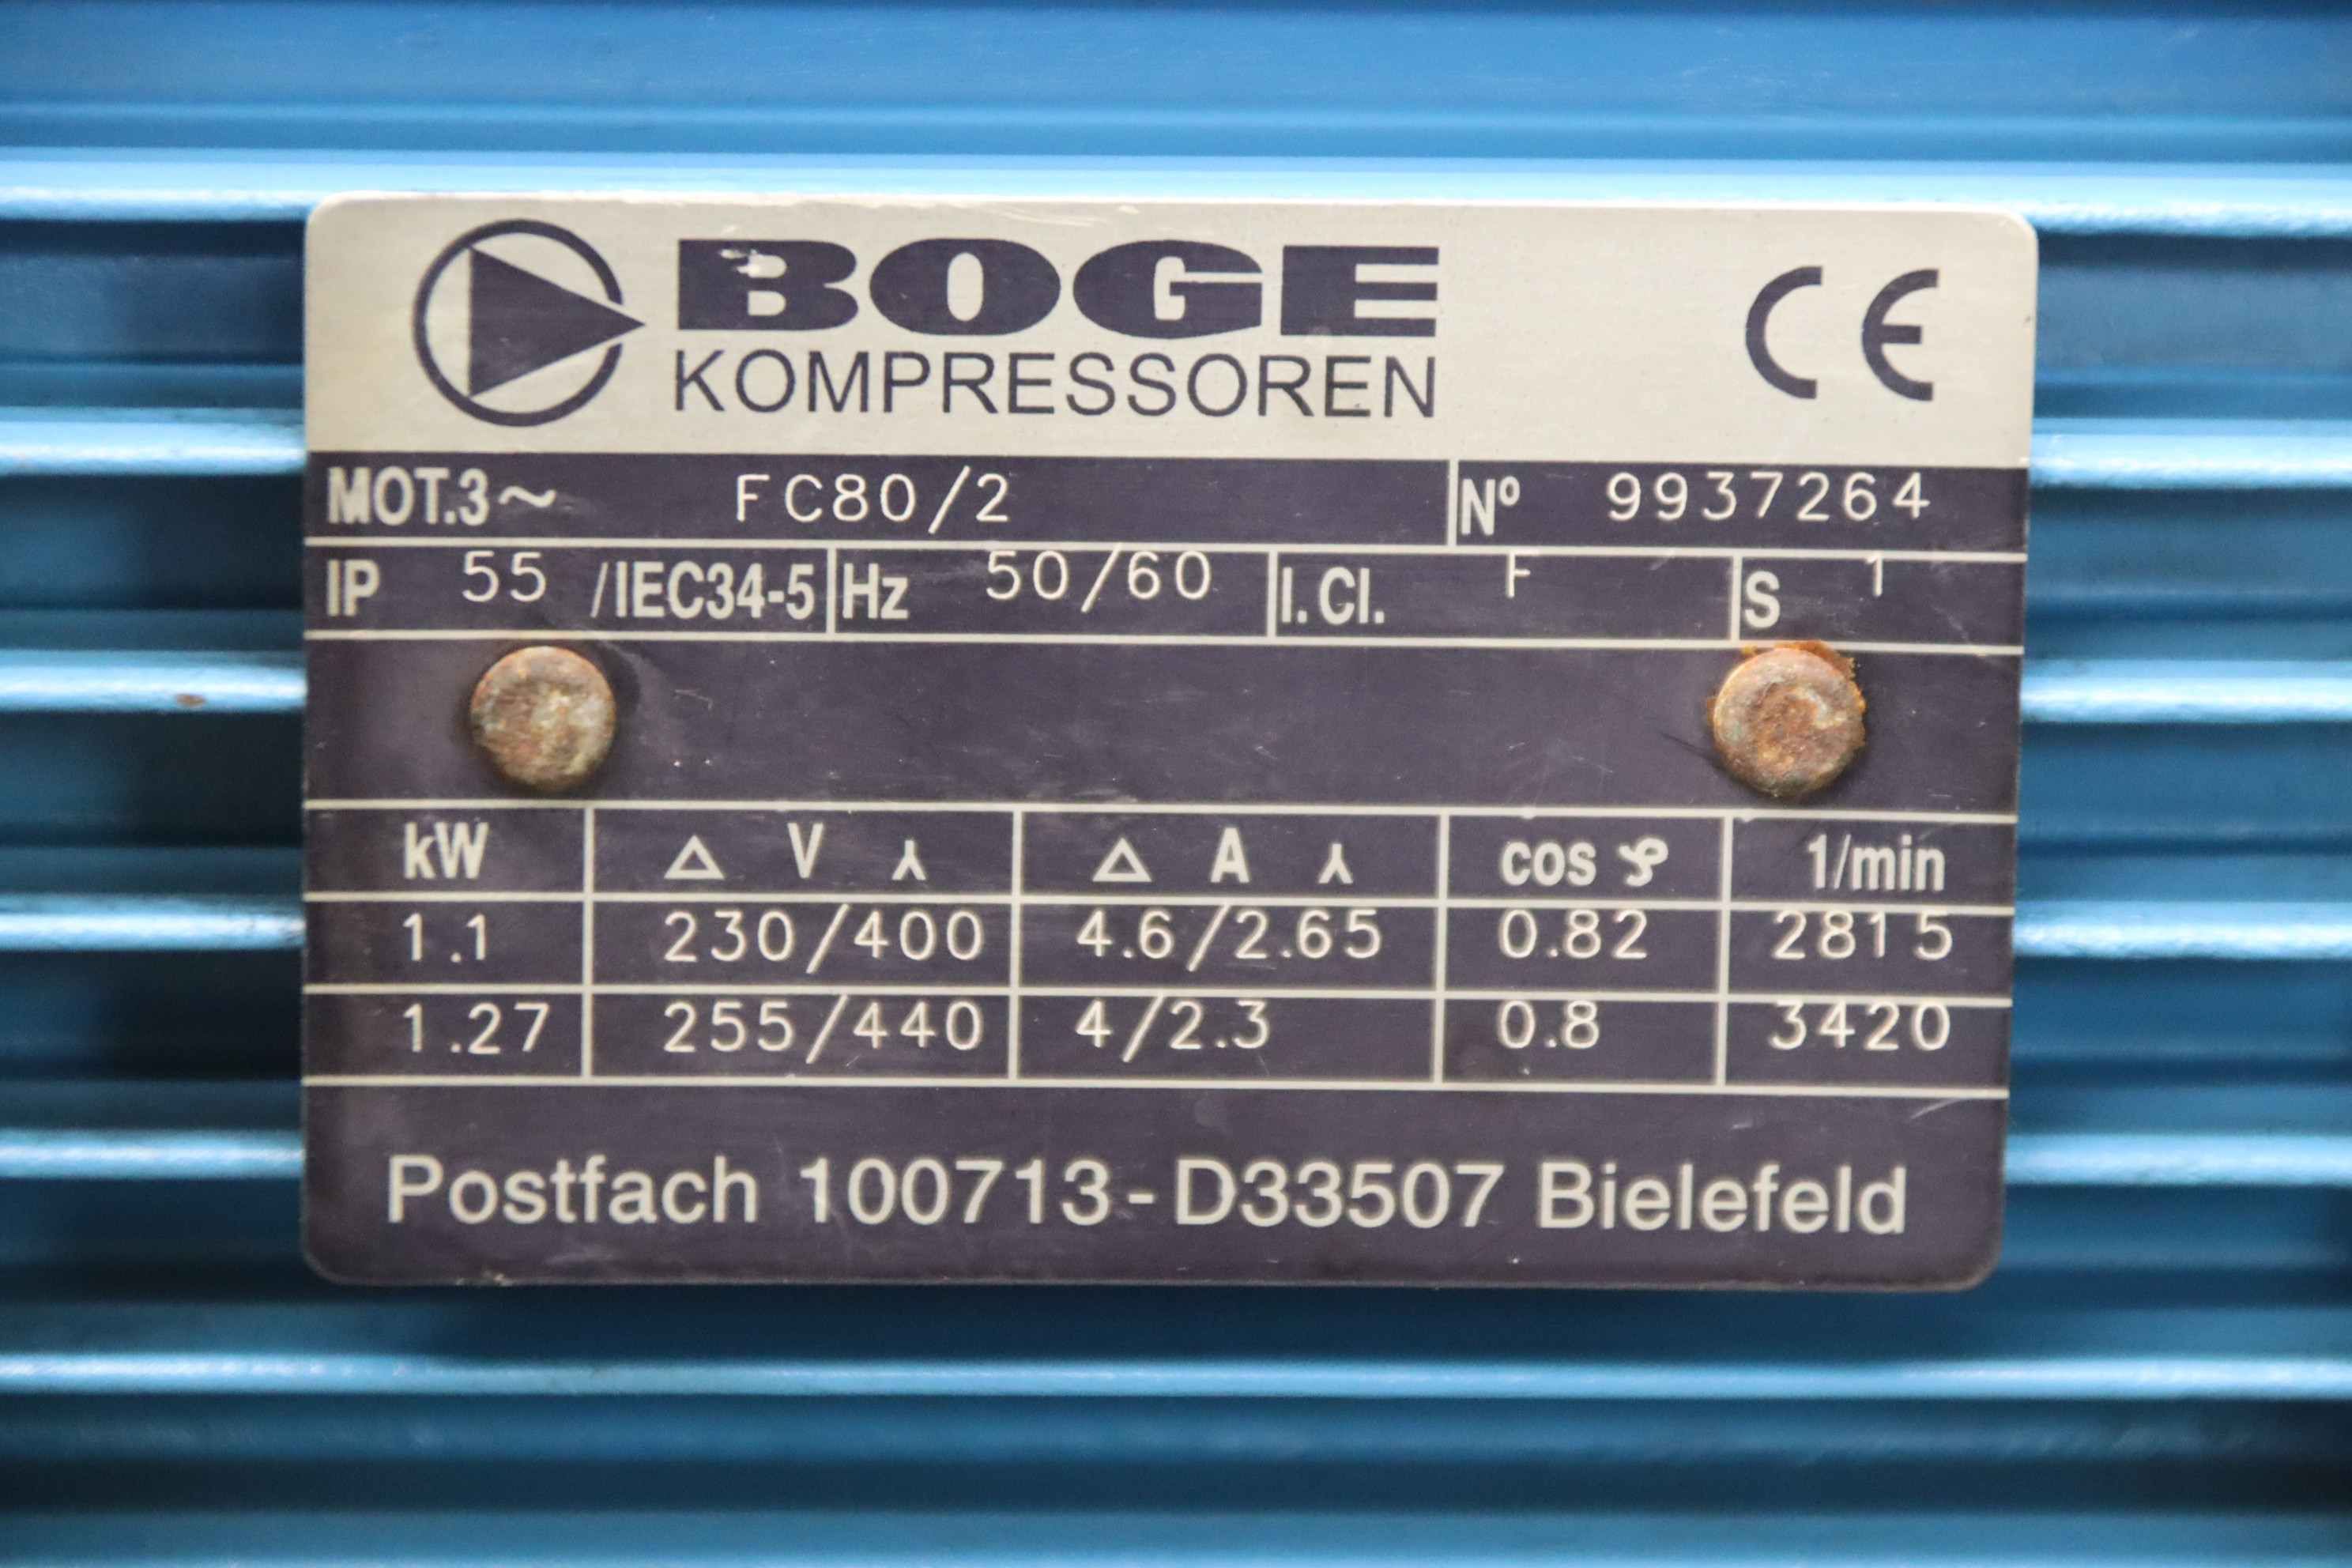 BOGE
KOMPRESSOREN
CE
MOT.3~ FC80/2 Nº 9937264
IP 55 /IEC34-5 Hz 50/60 I.Cl. F S 1
kW Δ V ⅄ Δ A ⅄ cos φ 1/min
1.1 230/400 4.6/2.65 0.82 2815
1.27 255/440 4/2.3 0.8 3420
Postfach 100713-D33507 Bielefeld